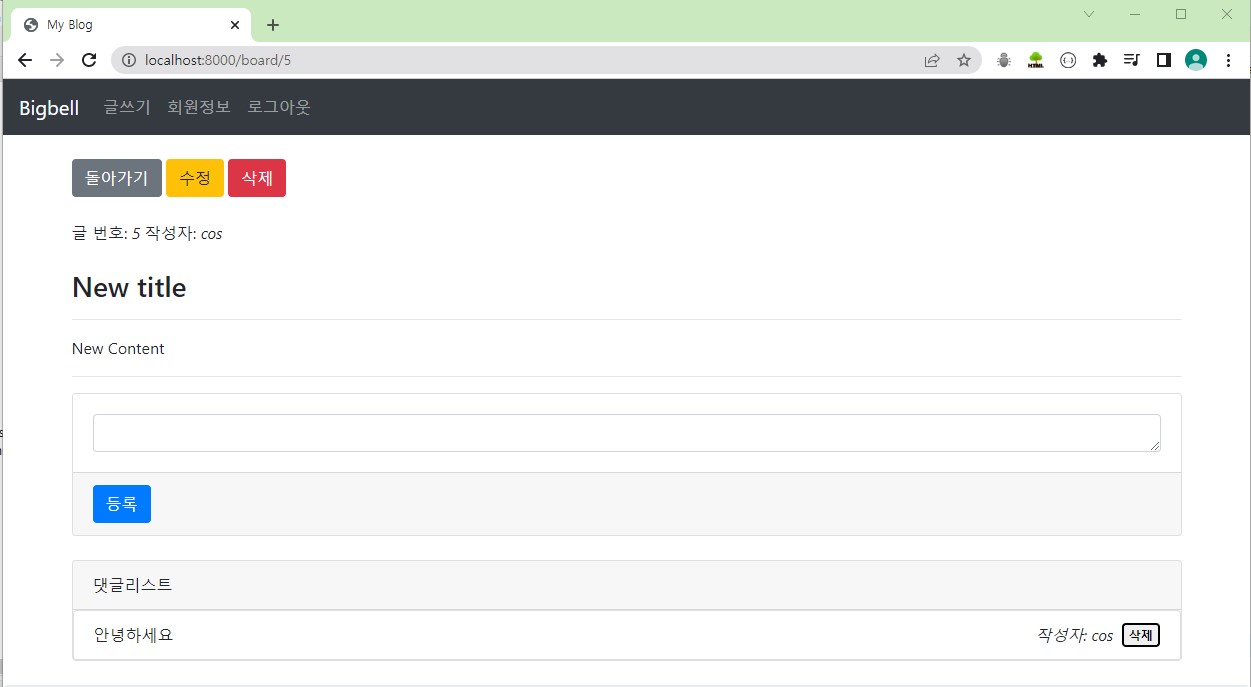 My Blog
localhost:8000/board/5
HTML
Bigbell 글쓰기 회원정보 로그아웃
돌아가기 수정 삭제
글 번호: 5 작성자: cos
New title
New Content
등록
댓글리스트
안녕하세요 작성자: cos 삭제